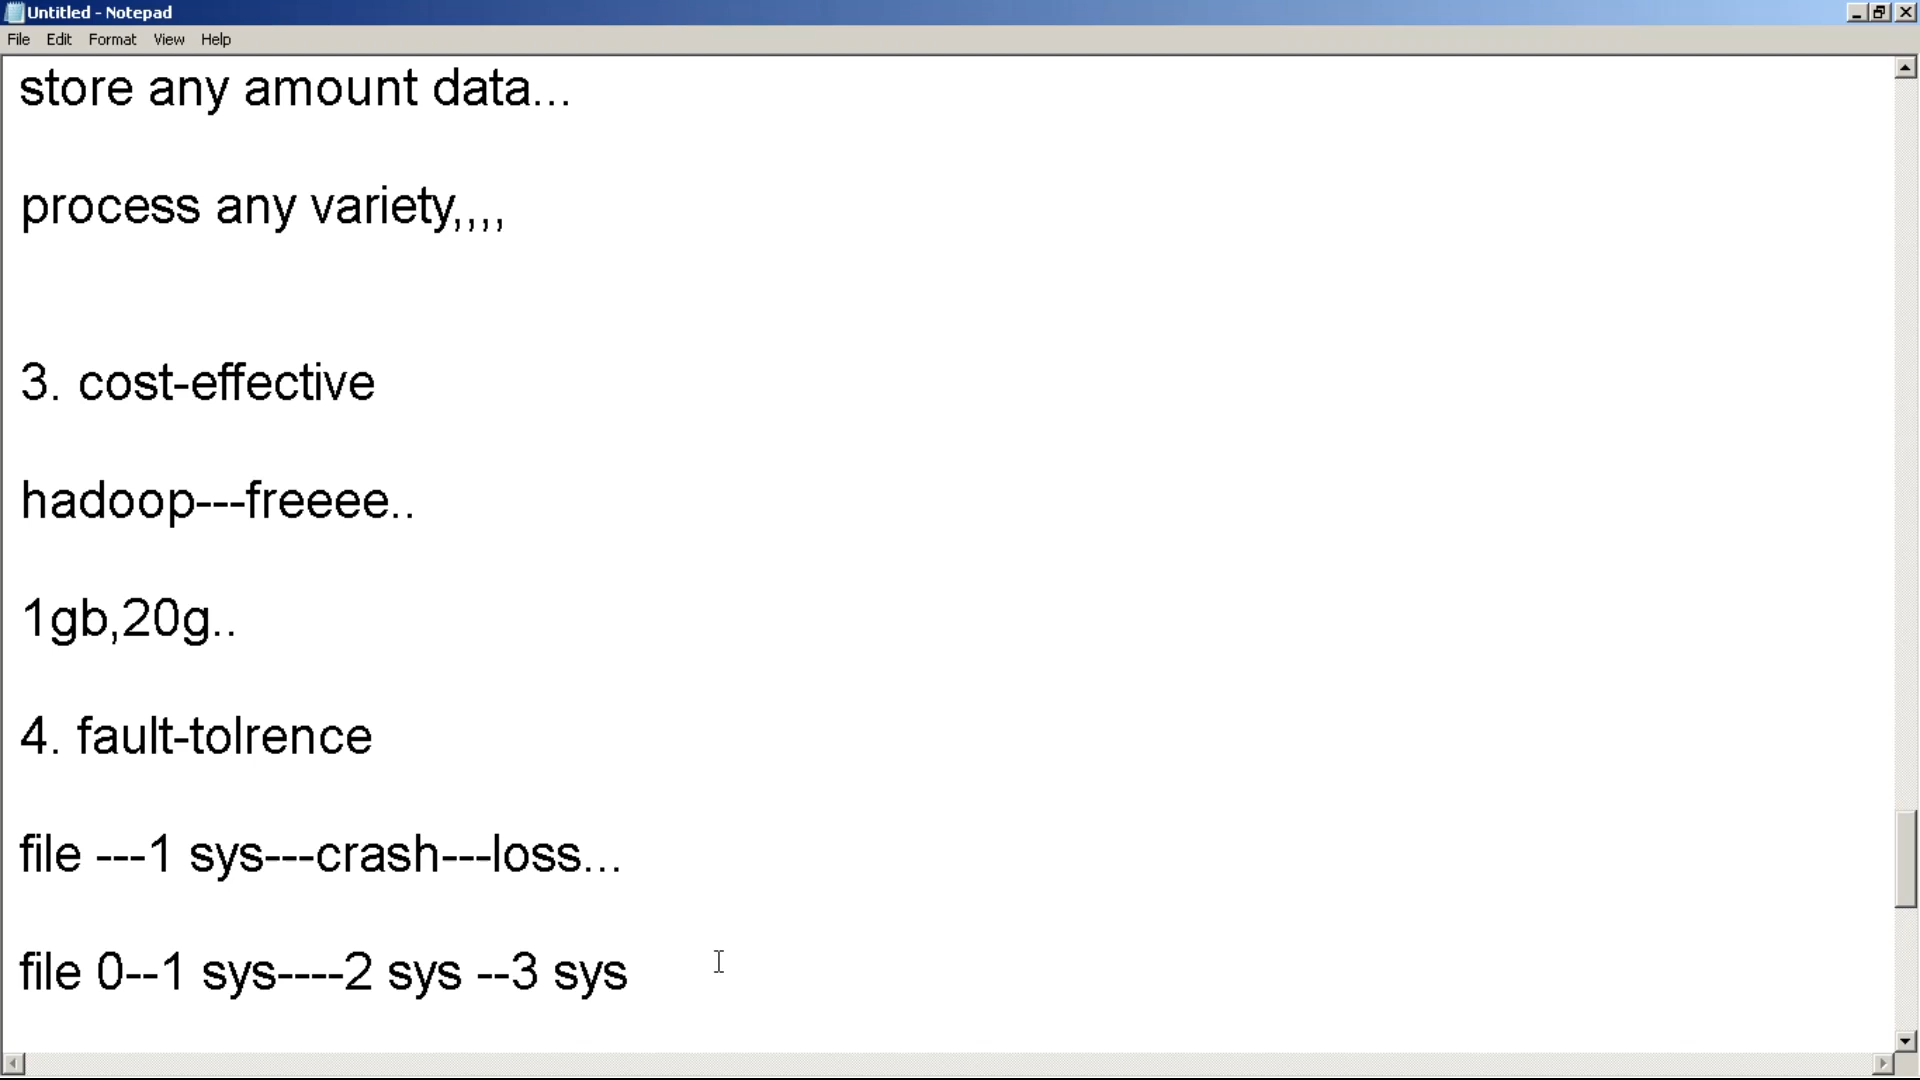 Untitled - Notepad
File Edit Format View Help
store any amount data...
process any variety,,,,
3. cost-effective
hadoop---freeee..
1gb,20g..
4. fault-tolrence
file ---1 sys---crash---loss...
file 0--1 sys----2 sys --3 sys